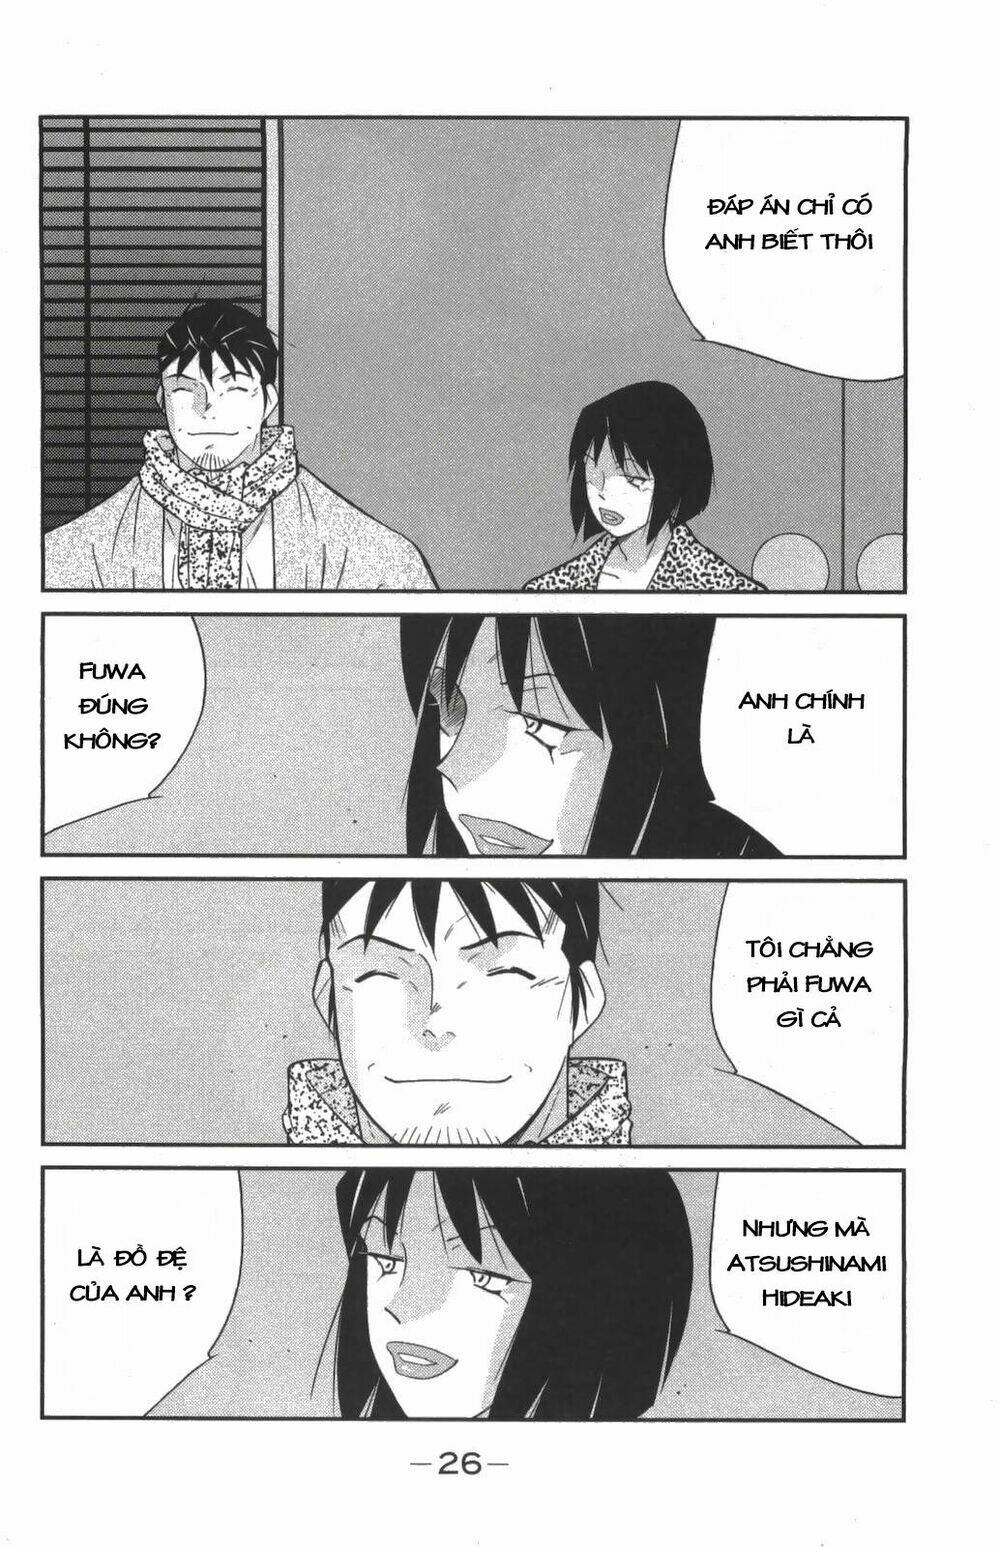 ĐÁP ÁN CHỈ CÓ
ANH BIẾT THÔI
ANH CHÍNH
LÀ
FUWA
ĐÚNG
KHÔNG?
TÔI CHẲNG
PHẢI FUWA
GÌ CẢ
NHƯNG MÀ
ATSUSHINAMI
HIDEAKI
LÀ ĐỒ ĐỆ
CỦA ANH ?
—26—